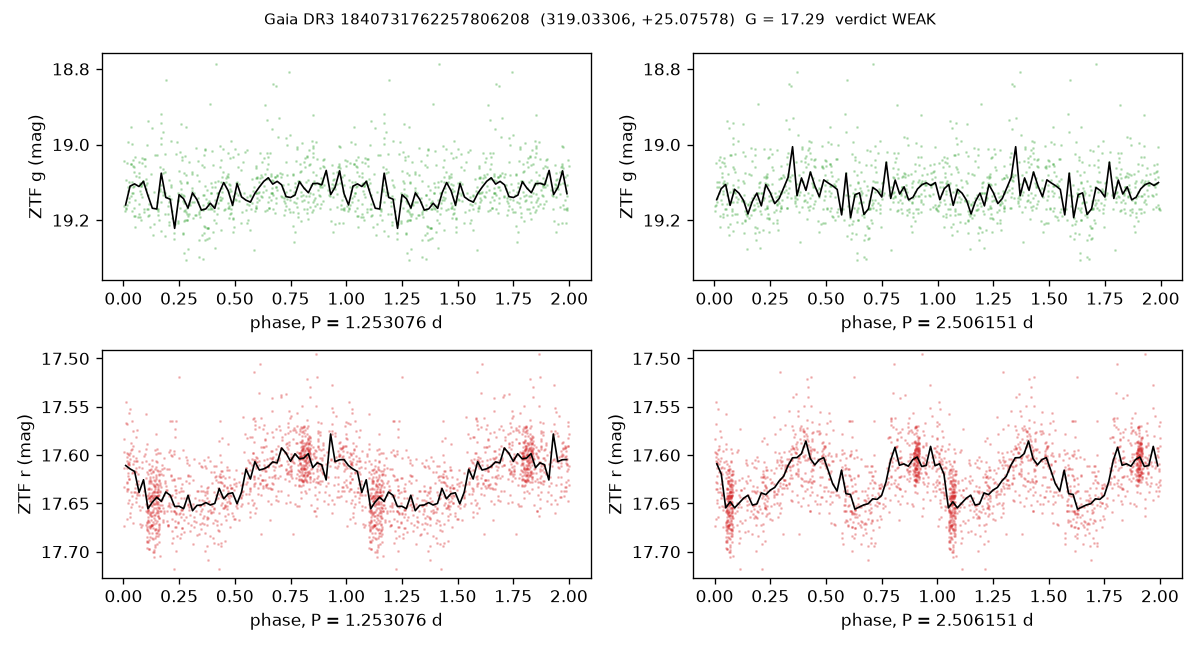 Gaia DR3 1840731762257806208  (319.03306, +25.07578)  G = 17.29  verdict WEAK
ZTF g (mag)
18.8
19.0
19.2
0.00 0.25 0.50 0.75 1.00 1.25 1.50 1.75 2.00
phase, P = 1.253076 d
ZTF g (mag)
18.8
19.0
19.2
0.00 0.25 0.50 0.75 1.00 1.25 1.50 1.75 2.00
phase, P = 2.506151 d
ZTF r (mag)
17.50
17.55
17.60
17.65
17.70
0.00 0.25 0.50 0.75 1.00 1.25 1.50 1.75 2.00
phase, P = 1.253076 d
ZTF r (mag)
17.50
17.55
17.60
17.65
17.70
0.00 0.25 0.50 0.75 1.00 1.25 1.50 1.75 2.00
phase, P = 2.506151 d